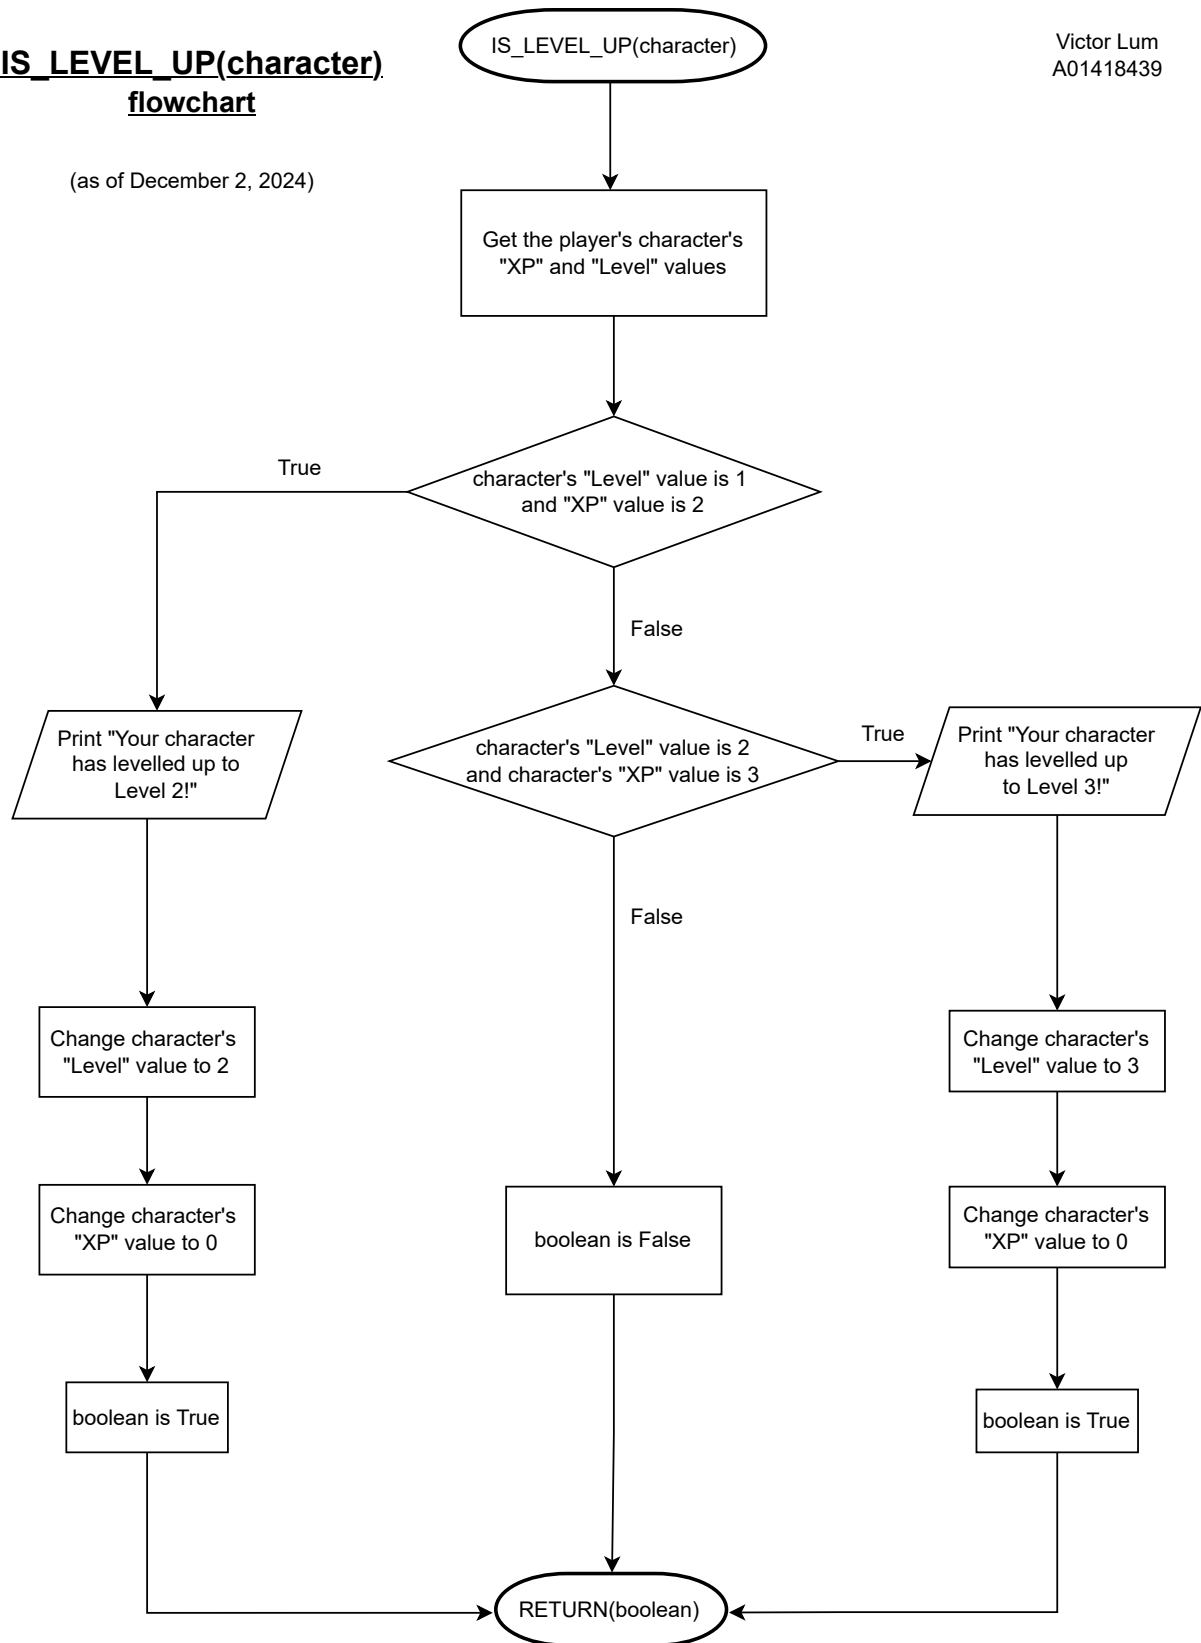 IS_LEVEL_UP(character)
flowchart
(as of December 2, 2024)
IS_LEVEL_UP(character)
Victor Lum
A01418439
Get the player's character's
"XP" and "Level" values
character's "Level" value is 1
and "XP" value is 2
True
False
Print "Your character
has levelled up to
Level 2!"
character's "Level" value is 2
and character's "XP" value is 3
True
Print "Your character
has levelled up
to Level 3!"
False
Change character's
"Level" value to 2
Change character's
"Level" value to 3
Change character's
"XP" value to 0
boolean is False
Change character's
"XP" value to 0
boolean is True
boolean is True
RETURN(boolean)